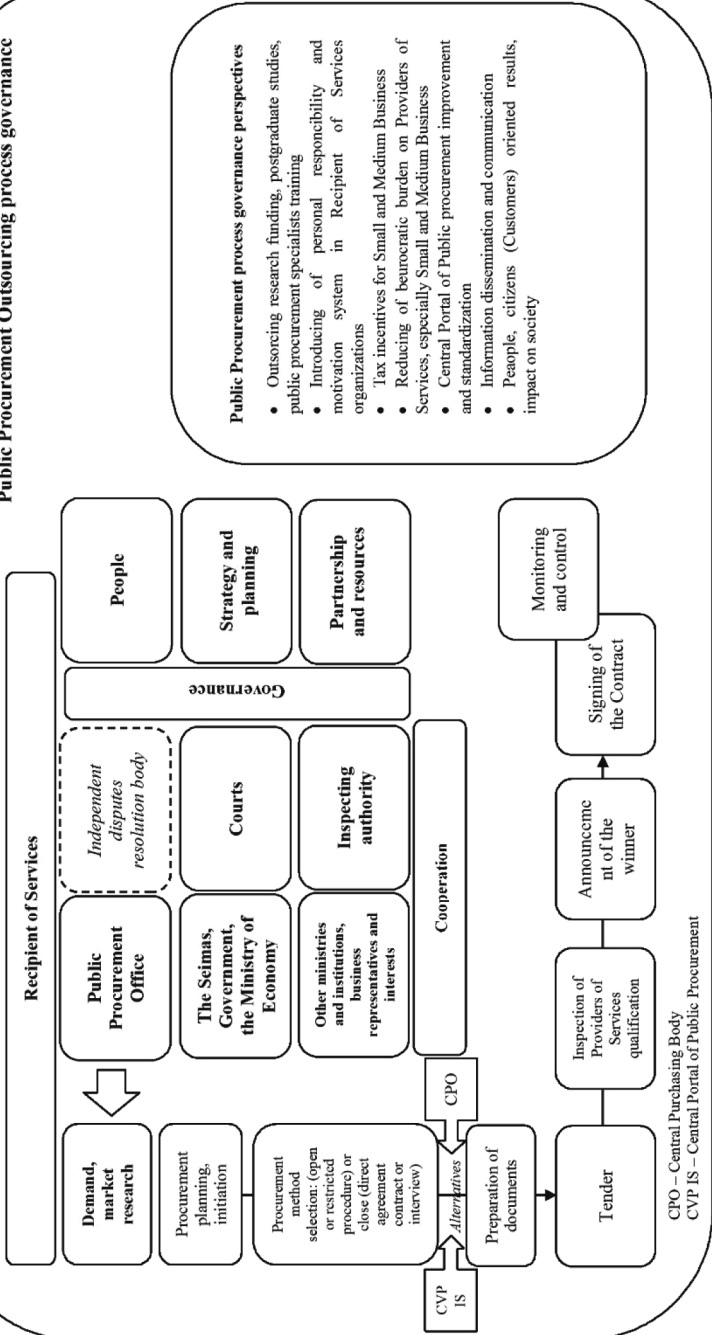 Public Procurement Outsourcing process governance
Recipient of Services
Demand,
market
research
Procurement
planning,
initiation
Procurement
method
selection: (open
or restricted
procedure) or
close (direct
agreement
contract or
interview)
CVP
IS
Alternatives
CPO
Preparation of
documents
Public
Procurement
Office
Independent
disputes
resolution body
The Seimas,
Government,
the Ministry of
Economy
Courts
Other ministries
and institutions,
business
representatives and
interests
Inspecting
authority
Cooperation
Governance
People
Strategy and
planning
Partnership
and resources
Tender
Inspection of
Providers of
Services
qualification
Announceme
nt of the
winner
Signing of
the Contract
Monitoring
and control
Public Procurement process governance perspectives
● Outsorcing research funding, postgraduate studies,
public procurement specialists training
● Introducing of personal responcibility and
motivation system in Recipient of Services
organizations
● Tax incentives for Small and Medium Business
● Reducing of beurocratic burden on Providers of
Services, especially Small and Medium Business
● Central Portal of Public procurement improvement
and standardization
● Information dissemination and communication
● Peaople, citizens (Customers) oriented results,
impact on society
CPO – Central Purchasing Body
CVP IS – Central Portal of Public Procurement